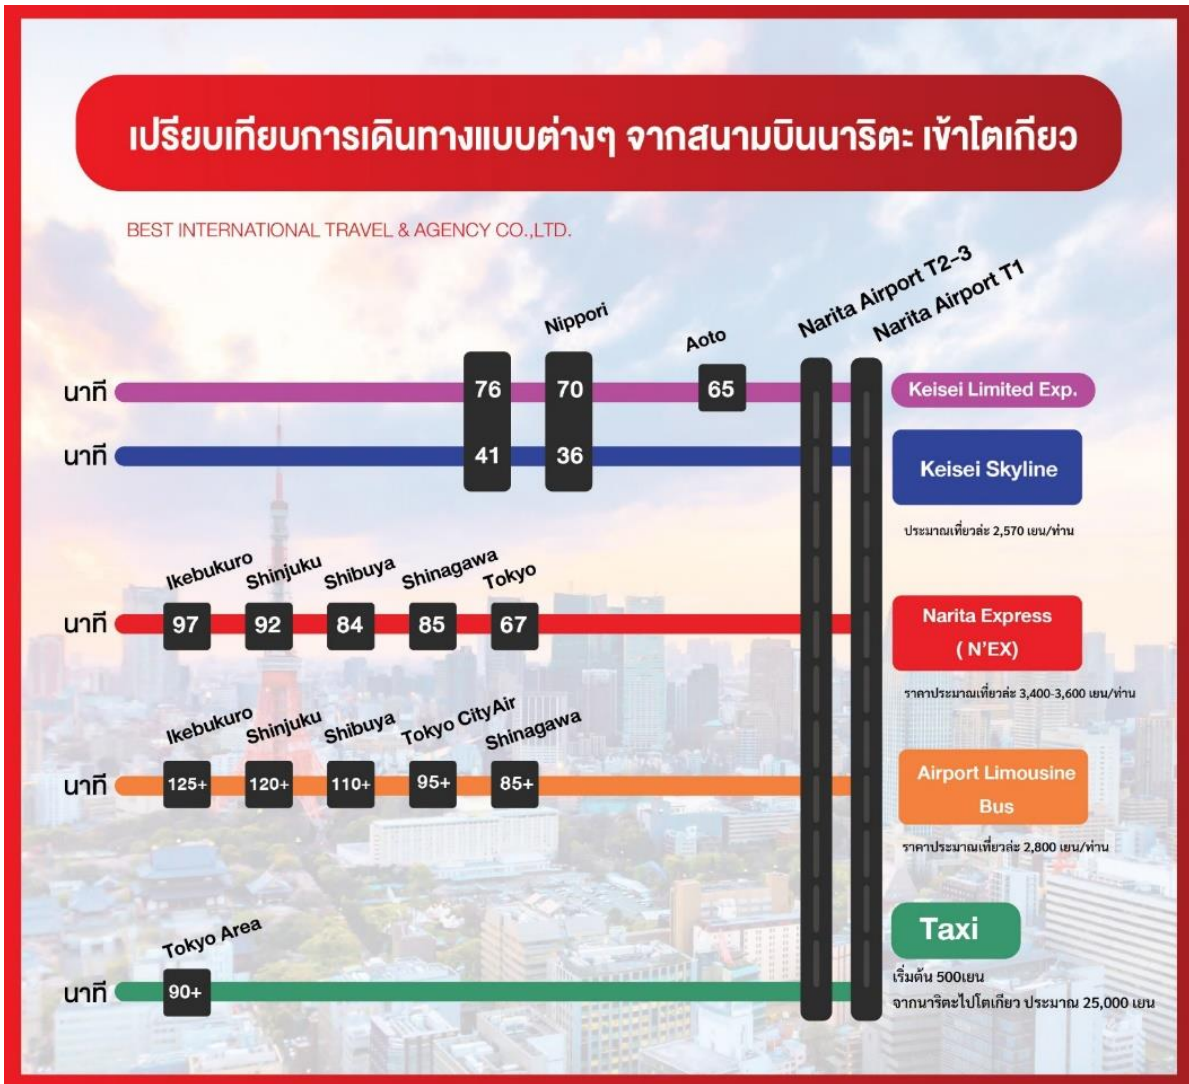 เปรียบเทียบการเดินทางแบบต่างๆ จากสนามบินนาริตะ เข้าโตเกียว
BEST INTERNATIONAL TRAVEL & AGENCY CO.,LTD.
Narita Airport T2-3
Narita Airport T1
Nippori
Aoto
นาที
76
70
65
Keisei Limited Exp.
นาที
41
36
Keisei Skyline
ประมาณเที่ยวล่ะ 2,570 เยน/ท่าน
Ikebukuro
Shinjuku
Shibuya
Shinagawa
Tokyo
นาที
97
92
84
85
67
Narita Express
( N'EX)
ราคาประมาณเที่ยวล่ะ 3,400-3,600 เยน/ท่าน
Ikebukuro
Shinjuku
Shibuya
Tokyo CityAir
Shinagawa
นาที
125+
120+
110+
95+
85+
Airport Limousine
Bus
ราคาประมาณเที่ยวล่ะ 2,800 เยน/ท่าน
Tokyo Area
นาที
90+
Taxi
เริ่มต้น 500เยน
จากนาริตะไปโตเกียว ประมาณ 25,000 เยน